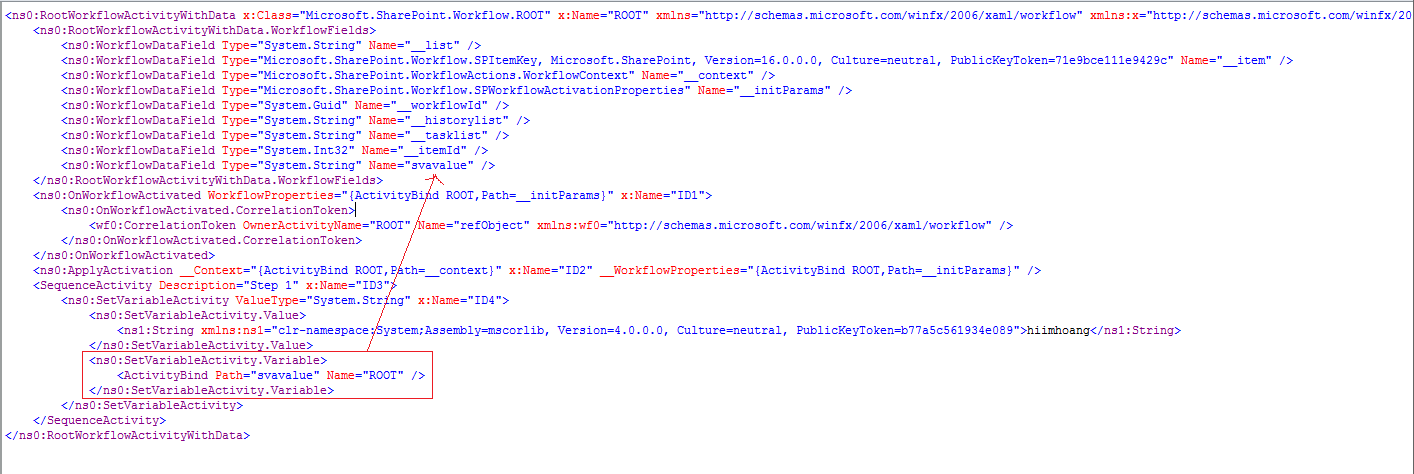 <ns0:RootWorkflowActivityWithData x:Class="Microsoft.SharePoint.Workflow.ROOT" x:Name="ROOT" xmlns="http://schemas.microsoft.com/winfx/2006/xaml/workflow" xmlns:x="http://schemas.microsoft.com/winfx/20
<ns0:RootWorkflowActivityWithData.WorkflowFields>
<ns0:WorkflowDataField Type="System.String" Name="__list" />
<ns0:WorkflowDataField Type="Microsoft.SharePoint.Workflow.SPItemKey, Microsoft.SharePoint, Version=16.0.0.0, Culture=neutral, PublicKeyToken=71e9bce111e9429c" Name="__item" />
<ns0:WorkflowDataField Type="Microsoft.SharePoint.WorkflowActions.WorkflowContext" Name="__context" />
<ns0:WorkflowDataField Type="Microsoft.SharePoint.Workflow.SPWorkflowActivationProperties" Name="__initParams" />
<ns0:WorkflowDataField Type="System.Guid" Name="__workflowId" />
<ns0:WorkflowDataField Type="System.String" Name="__historylist" />
<ns0:WorkflowDataField Type="System.String" Name="__tasklist" />
<ns0:WorkflowDataField Type="System.Int32" Name="__itemId" />
<ns0:WorkflowDataField Type="System.String" Name="svavalue" />
</ns0:RootWorkflowActivityWithData.WorkflowFields>
<ns0:OnWorkflowActivated WorkflowProperties="{ActivityBind ROOT,Path=__initParams}" x:Name="ID1">
<ns0:OnWorkflowActivated.CorrelationToken>
<wf0:CorrelationToken OwnerActivityName="ROOT" Name="refObject" xmlns:wf0="http://schemas.microsoft.com/winfx/2006/xaml/workflow" />
</ns0:OnWorkflowActivated.CorrelationToken>
</ns0:OnWorkflowActivated>
<ns0:ApplyActivation __Context="{ActivityBind ROOT,Path=__context}" x:Name="ID2" __WorkflowProperties="{ActivityBind ROOT,Path=__initParams}" />
<SequenceActivity Description="Step 1" x:Name="ID3">
<ns0:SetVariableActivity ValueType="System.String" x:Name="ID4">
<ns0:SetVariableActivity.Value>
<ns1:String xmlns:ns1="clr-namespace:System;Assembly=mscorlib, Version=4.0.0.0, Culture=neutral, PublicKeyToken=b77a5c561934e089">hiimhoang</ns1:String>
</ns0:SetVariableActivity.Value>
<ns0:SetVariableActivity.Variable>
<ActivityBind Path="svavalue" Name="ROOT" />
</ns0:SetVariableActivity.Variable>
</ns0:SetVariableActivity>
</SequenceActivity>
</ns0:RootWorkflowActivityWithData>